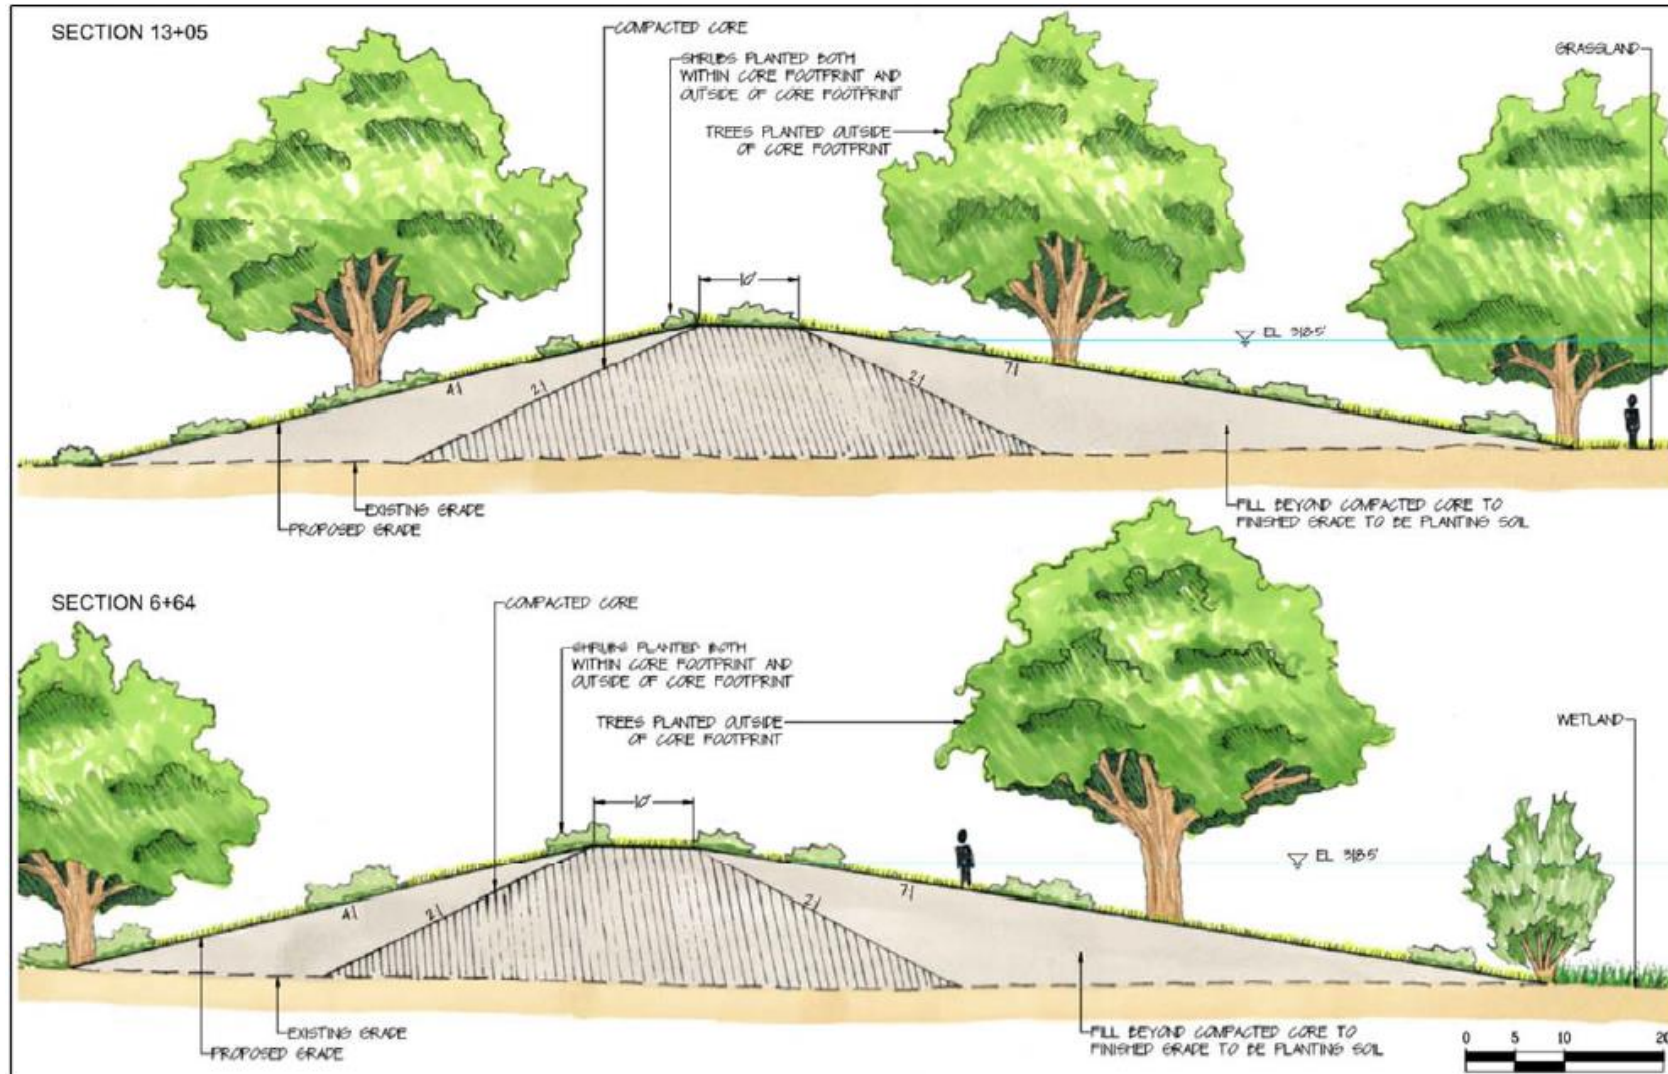 SECTION 13+05
COMPACTED CORE
SHRUBS PLANTED BOTH
WITHIN CORE FOOTPRINT AND
OUTSIDE OF CORE FOOTPRINT
GRASSLAND
TREES PLANTED OUTSIDE
OF CORE FOOTPRINT
10'
EL 318.5'
4:1
2:1
2:1
7:1
EXISTING GRADE
PROPOSED GRADE
FILL BEYOND COMPACTED CORE TO
FINISHED GRADE TO BE PLANTING SOIL
SECTION 6+64
COMPACTED CORE
SHRUBS PLANTED BOTH
WITHIN CORE FOOTPRINT AND
OUTSIDE OF CORE FOOTPRINT
TREES PLANTED OUTSIDE
OF CORE FOOTPRINT
WETLAND
10'
EL 318.5'
4:1
2:1
2:1
7:1
EXISTING GRADE
PROPOSED GRADE
FILL BEYOND COMPACTED CORE TO
FINISHED GRADE TO BE PLANTING SOIL
0 5 10 20